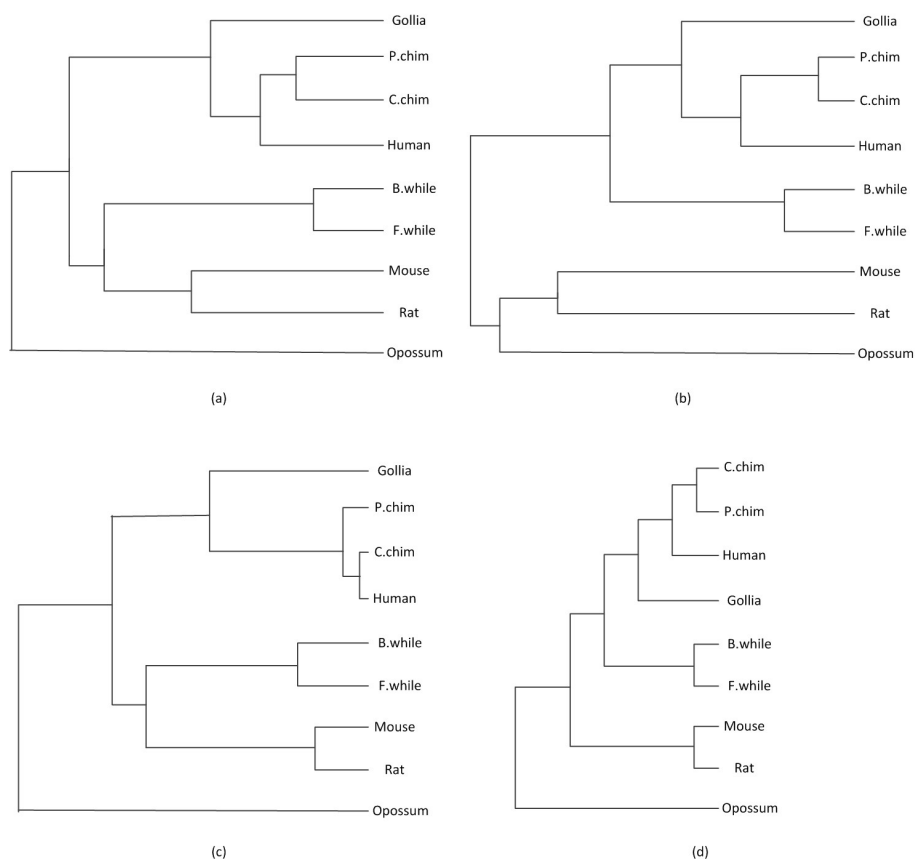 Gollia
P.chim
C.chim
Human
B.while
F.while
Mouse
Rat
Opossum
(a)
Gollia
P.chim
C.chim
Human
B.while
F.while
Mouse
Rat
Opossum
(b)
Gollia
P.chim
C.chim
Human
B.while
F.while
Mouse
Rat
Opossum
(c)
C.chim
P.chim
Human
Gollia
B.while
F.while
Mouse
Rat
Opossum
(d)